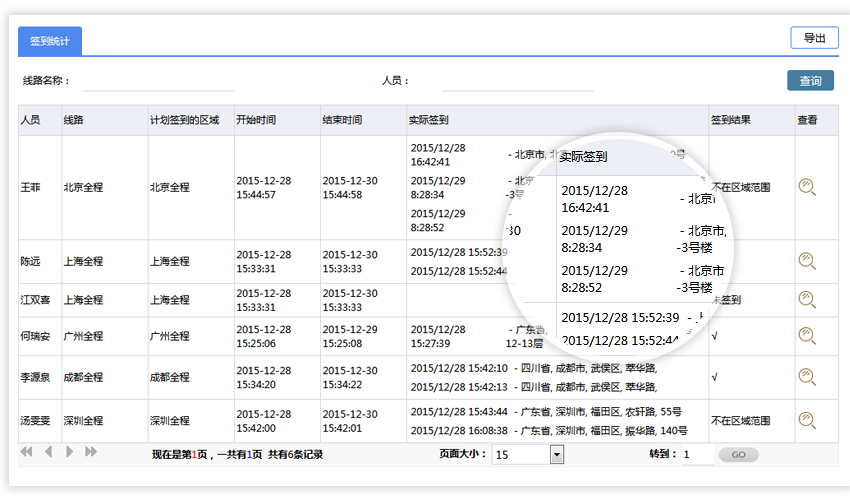 签到统计
导出
线路名称：
人员：
查询
人员 线路 计划签到的区域 开始时间 结束时间 实际签到 签到结果 查看
王菲 北京全程 北京全程 2015-12-28 15:44:57 2015-12-30 15:44:58
2015/12/28 16:42:41 - 北京市,
2015/12/29 8:28:34 -3号
2015/12/29 8:28:52
不在区域范围
陈远 上海全程 上海全程 2015-12-28 15:33:31 2015-12-30 15:33:33
2015/12/28 15:52:39
2015/12/28 15:52:44
江双喜 上海全程 上海全程 2015-12-28 15:33:31 2015-12-30 15:33:33 未签到
何瑞安 广州全程 广州全程 2015-12-28 15:25:06 2015-12-29 15:25:08
2015/12/28 15:27:39 - 广东省, 12-13层
√
李源泉 成都全程 成都全程 2015-12-28 15:34:20 2015-12-30 15:34:22
2015/12/28 15:42:10 - 四川省, 成都市, 武侯区, 莘华路,
2015/12/28 15:42:13 - 四川省, 成都市, 武侯区, 莘华路,
√
汤雯雯 深圳全程 深圳全程 2015-12-28 15:42:00 2015-12-30 15:42:01
2015/12/28 15:43:44 - 广东省, 深圳市, 福田区, 农轩路, 55号
2015/12/28 16:08:38 - 广东省, 深圳市, 福田区, 振华路, 140号
不在区域范围
实际签到
2015/12/28
16:42:41 - 北京
30
2015/12/29 - 北京市,
8:28:34 -3号楼
2015/12/29 - 北京市
8:28:52 -3号楼
2015/12/28 15:52:39 -
2015/12/28 15:52:44
现在是第1页，一共有1页 共有6条记录
页面大小： 15
转到： 1 GO